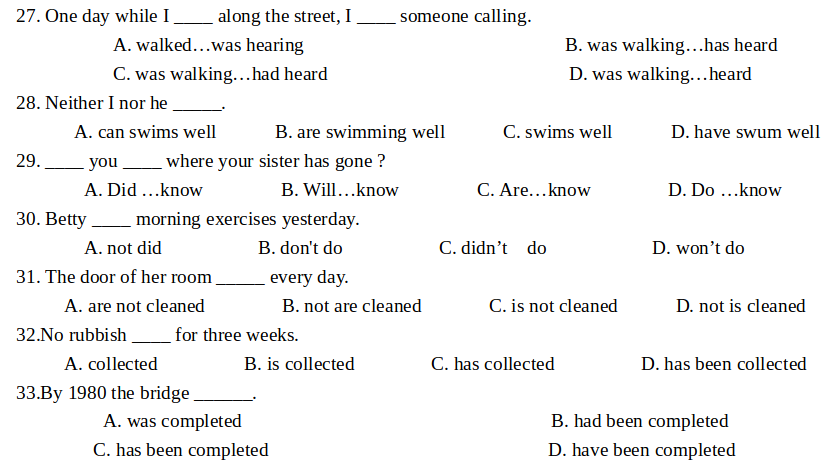 27. One day while I ____ along the street, I ____ someone calling.
A. walked…was hearing B. was walking…has heard
C. was walking…had heard D. was walking…heard
28. Neither I nor he _____.
A. can swims well B. are swimming well C. swims well D. have swum well
29. ____ you ____ where your sister has gone ?
A. Did …know B. Will…know C. Are…know D. Do …know
30. Betty ____ morning exercises yesterday.
A. not did B. don't do C. didn’t do D. won’t do
31. The door of her room _____ every day.
A. are not cleaned B. not are cleaned C. is not cleaned D. not is cleaned
32.No rubbish ____ for three weeks.
A. collected B. is collected C. has collected D. has been collected
33.By 1980 the bridge ______.
A. was completed B. had been completed
C. has been completed D. have been completed